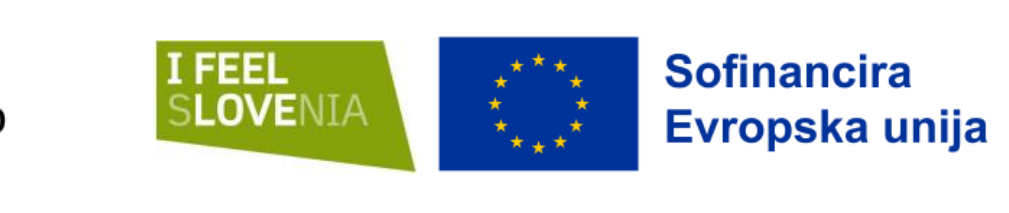 I FEEL
SLOVENIA
Sofinancira
Evropska unija